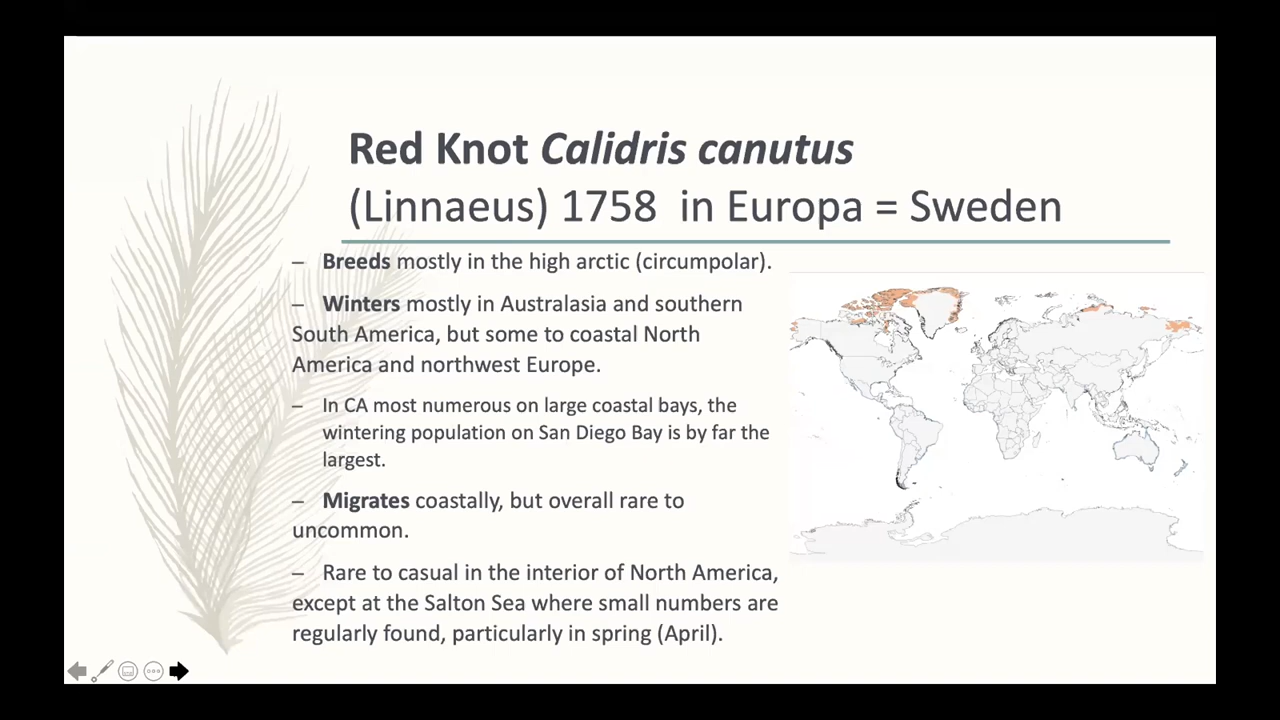 Red Knot Calidris canutus
(Linnaeus) 1758  in Europa = Sweden
– Breeds mostly in the high arctic (circumpolar).
– Winters mostly in Australasia and southern
South America, but some to coastal North
America and northwest Europe.
– In CA most numerous on large coastal bays, the
wintering population on San Diego Bay is by far the
largest.
– Migrates coastally, but overall rare to
uncommon.
– Rare to casual in the interior of North America,
except at the Salton Sea where small numbers are
regularly found, particularly in spring (April).